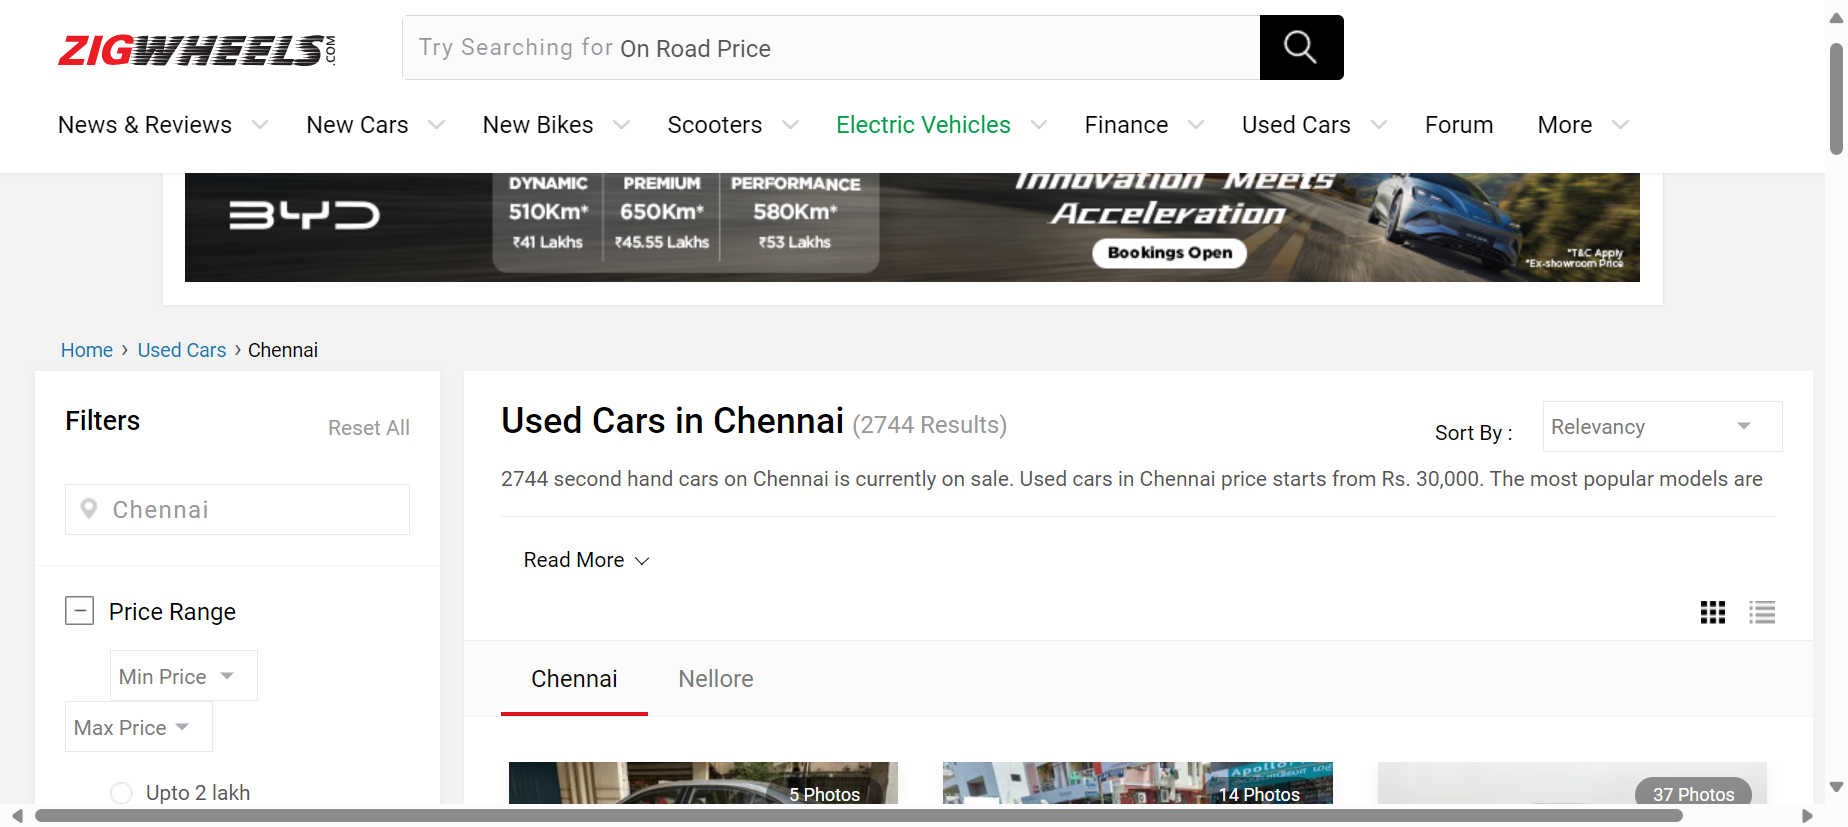 ZIGWHEELS.COM
Try Searching for On Road Price
News & Reviews New Cars New Bikes Scooters Electric Vehicles Finance Used Cars Forum More
BYD
DYNAMIC
510Km*
₹41 Lakhs
PREMIUM
650Km*
₹45.55 Lakhs
PERFORMANCE
580Km*
₹53 Lakhs
Innovation Meets
Acceleration
Bookings Open
*T&C Apply
*Ex-showroom Price
Home › Used Cars › Chennai
Filters
Reset All
Chennai
Price Range
Min Price
Max Price
Upto 2 lakh
Used Cars in Chennai (2744 Results)
Sort By : Relevancy
2744 second hand cars on Chennai is currently on sale. Used cars in Chennai price starts from Rs. 30,000. The most popular models are
Read More
Chennai Nellore
5 Photos
14 Photos
37 Photos